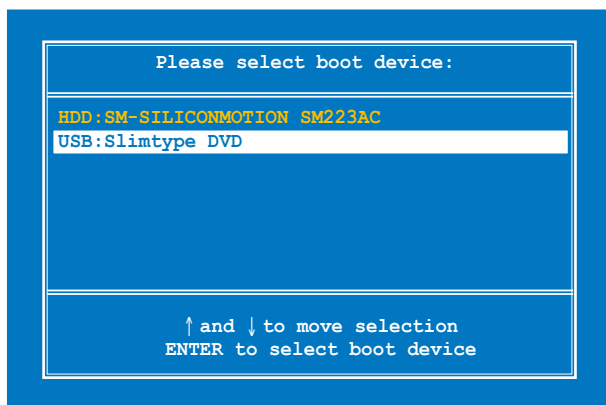 Please select boot device:
HDD:SM-SILICONMOTION SM223AC
USB:Slimtype DVD
↑ and ↓ to move selection
ENTER to select boot device